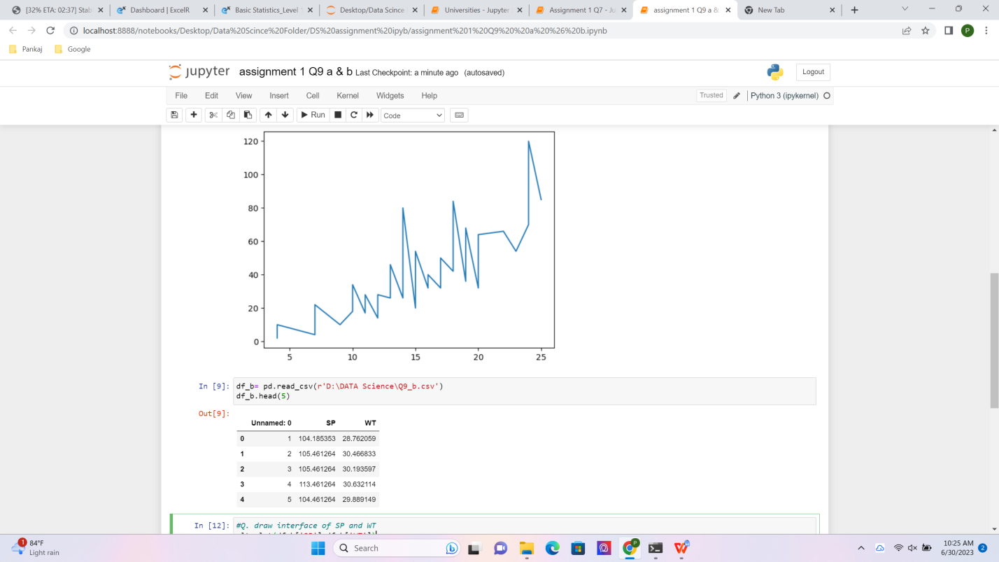 [32% ETA: 02:37] Stab
Dashboard | ExcelR
Basic Statistics_Level 1
Desktop/Data Scince
Universities - Jupyter
Assignment 1 Q7 - Ju
assignment 1 Q9 a &
New Tab
localhost:8888/notebooks/Desktop/Data%20Scince%20Folder/DS%20assignment%20ipyb/assignment%201%20Q9%20%20a%20%26%20b.ipynb
P
Pankaj
Google
jupyter assignment 1 Q9 a & b Last Checkpoint: a minute ago (autosaved)
Logout
File Edit View Insert Cell Kernel Widgets Help
Trusted
Python 3 (ipykernel)
Run
Code
120
100
80
60
40
20
0
5 10 15 20 25
In [9]: df_b= pd.read_csv(r'D:\DATA Science\Q9_b.csv')
df_b.head(5)
Out[9]:
Unnamed: 0 SP WT
0 1 104.185353 28.762059
1 2 105.461264 30.466833
2 3 105.461264 30.193597
3 4 113.461264 30.632114
4 5 104.461264 29.889149
In [12]: #Q. draw interface of SP and WT
1
84°F
Light rain
Search
P
10:25 AM
6/30/2023
2